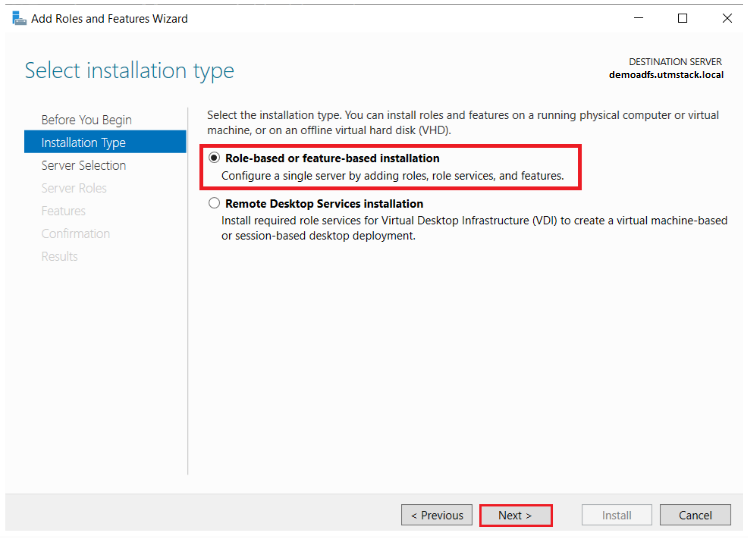 Add Roles and Features Wizard
Select installation type
DESTINATION SERVER
demoadfs.utmstack.local
Before You Begin
Installation Type
Server Selection
Server Roles
Features
Confirmation
Results
Select the installation type. You can install roles and features on a running physical computer or virtual
machine, or on an offline virtual hard disk (VHD).
Role-based or feature-based installation
Configure a single server by adding roles, role services, and features.
Remote Desktop Services installation
Install required role services for Virtual Desktop Infrastructure (VDI) to create a virtual machine-based
or session-based desktop deployment.
< Previous
Next >
Install
Cancel